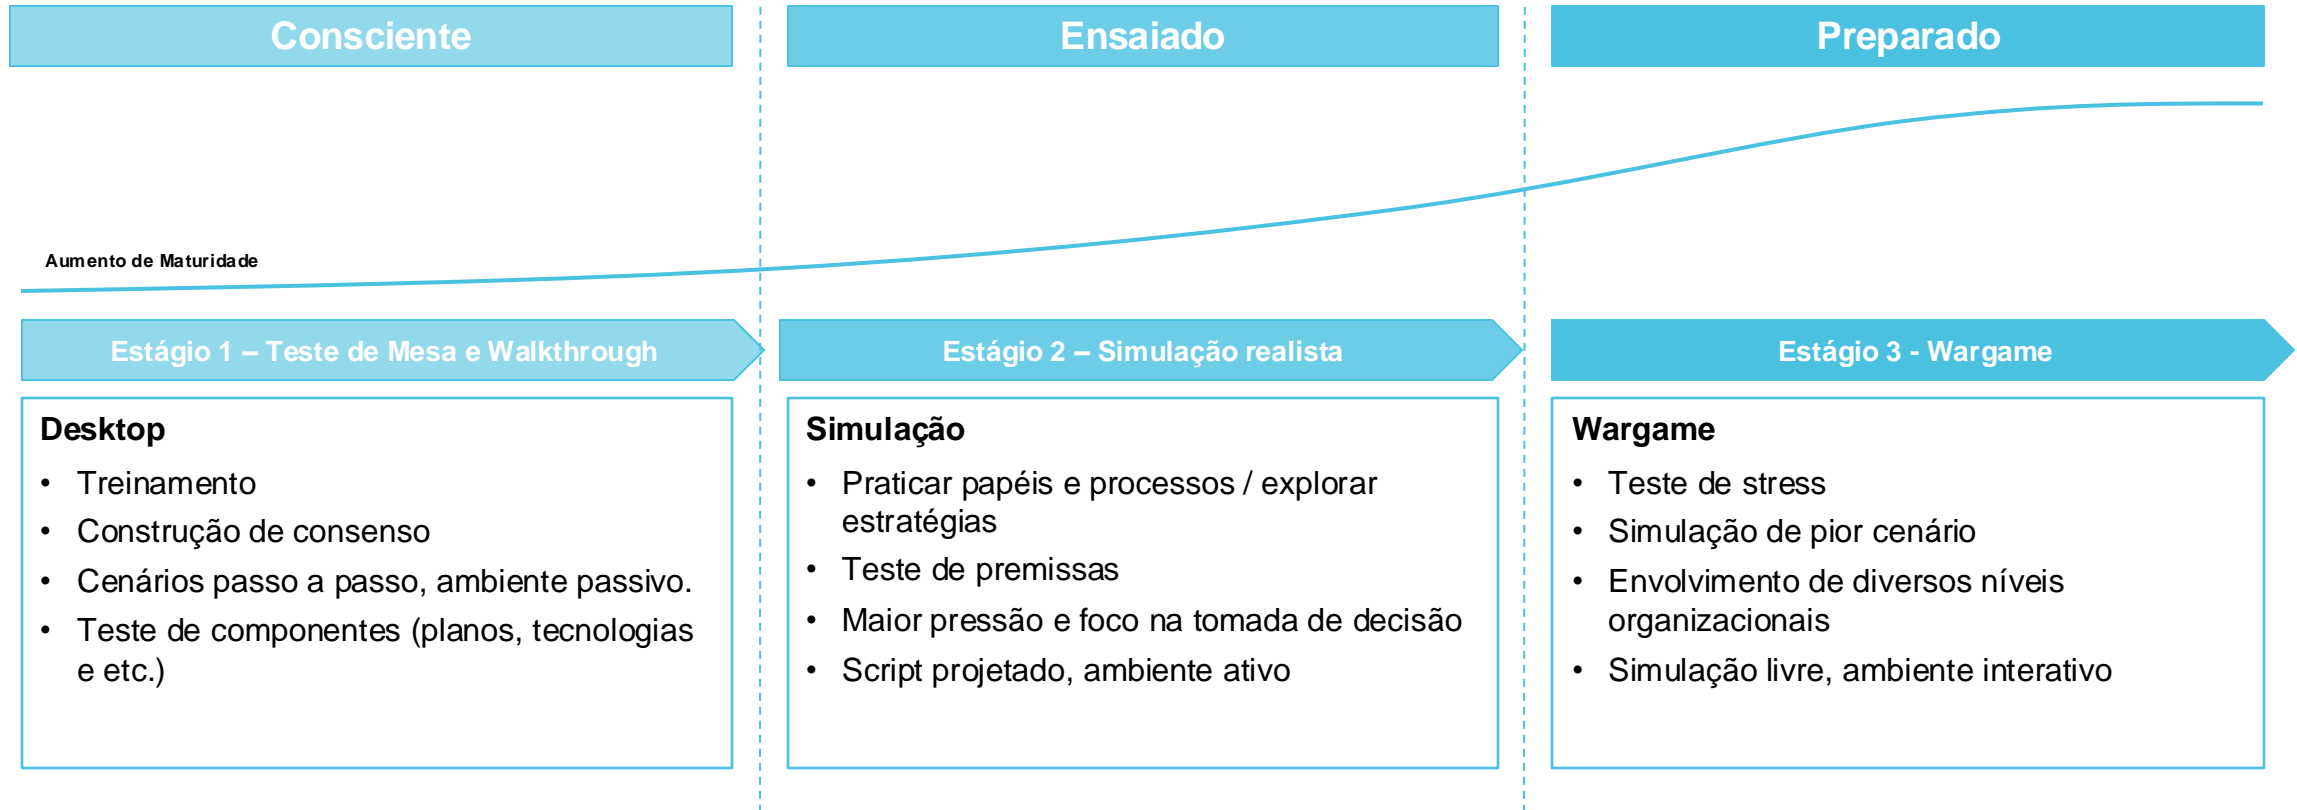 Consciente
Ensaiado
Preparado
Aumento de Maturidade
Estágio 1 – Teste de Mesa e Walkthrough
Estágio 2 – Simulação realista
Estágio 3 - Wargame
Desktop
• Treinamento
• Construção de consenso
• Cenários passo a passo, ambiente passivo.
• Teste de componentes (planos, tecnologias
e etc.)
Simulação
• Praticar papéis e processos / explorar
estratégias
• Teste de premissas
• Maior pressão e foco na tomada de decisão
• Script projetado, ambiente ativo
Wargame
• Teste de stress
• Simulação de pior cenário
• Envolvimento de diversos níveis
organizacionais
• Simulação livre, ambiente interativo